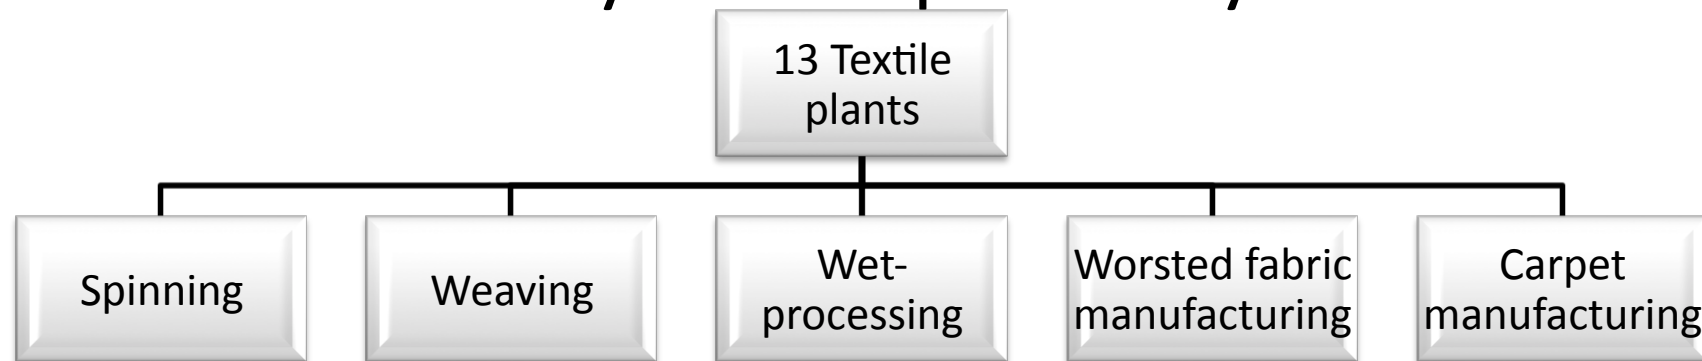 13 Textile
plants
Spinning
Weaving
Wet-
processing
Worsted fabric
manufacturing
Carpet
manufacturing